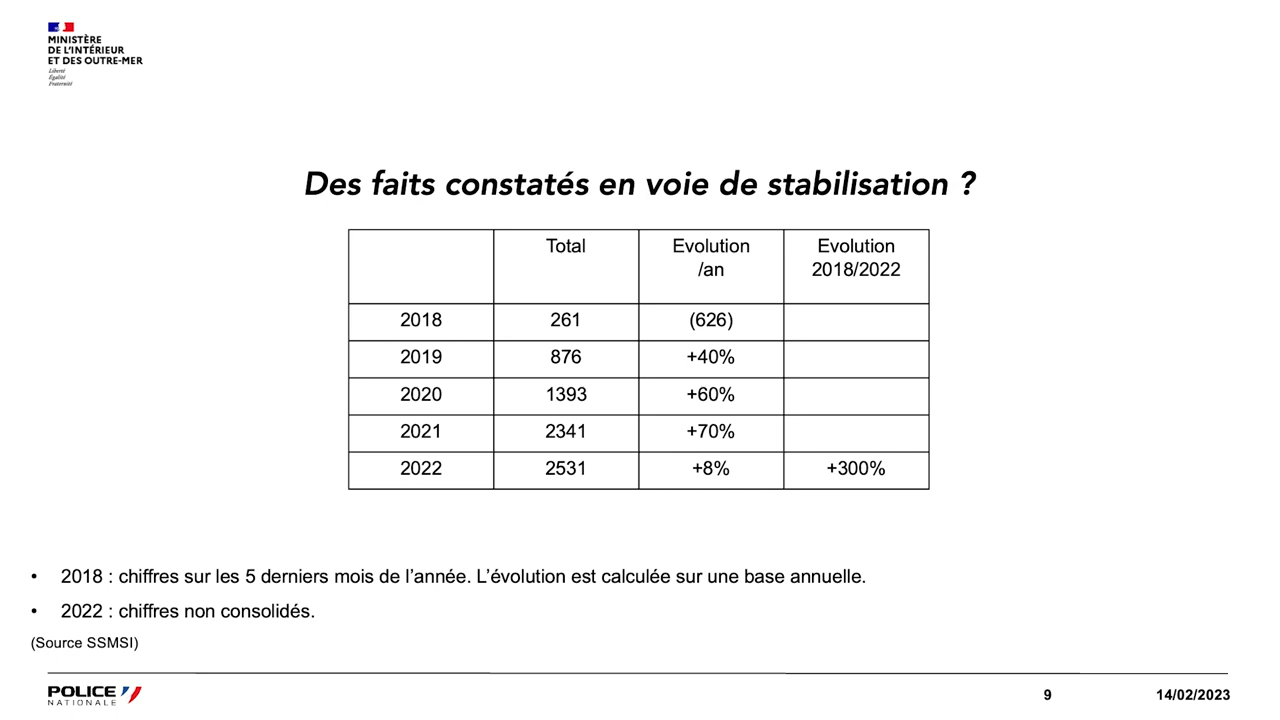 MINISTÈRE
DE L'INTÉRIEUR
ET DES OUTRE-MER
Liberté
Égalité
Fraternité
Des faits constatés en voie de stabilisation ?
Total Evolution /an Evolution 2018/2022
2018 261 (626)
2019 876 +40%
2020 1393 +60%
2021 2341 +70%
2022 2531 +8% +300%
• 2018 : chiffres sur les 5 derniers mois de l'année. L'évolution est calculée sur une base annuelle.
• 2022 : chiffres non consolidés.
(Source SSMSI)
POLICE
NATIONALE
9 14/02/2023